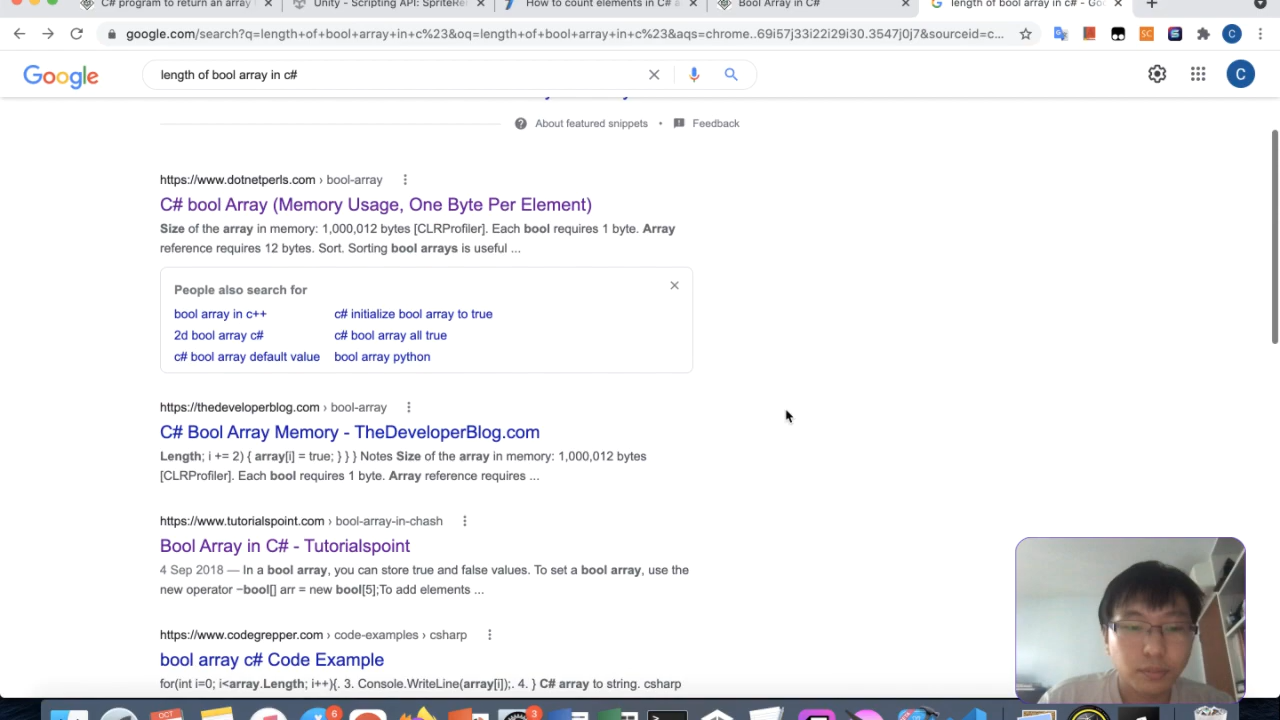 C# program to return an array
Unity - Scripting API: SpriteRe
How to count elements in C# a
Bool Array in C#
length of bool array in c# - Go
google.com/search?q=length+of+bool+array+in+c%23&oq=length+of+bool+array+in+c%23&aqs=chrome..69i57j33i22i29i30.3547j0j7&sourceid=c...
SC
C
Google
length of bool array in c#
C
About featured snippets • Feedback
https://www.dotnetperls.com › bool-array
C# bool Array (Memory Usage, One Byte Per Element)
Size of the array in memory: 1,000,012 bytes [CLRProfiler]. Each bool requires 1 byte. Array
reference requires 12 bytes. Sort. Sorting bool arrays is useful ...
People also search for
bool array in c++
c# initialize bool array to true
2d bool array c#
c# bool array all true
c# bool array default value
bool array python
https://thedeveloperblog.com › bool-array
C# Bool Array Memory - TheDeveloperBlog.com
Length; i += 2) { array[i] = true; } } } Notes Size of the array in memory: 1,000,012 bytes
[CLRProfiler]. Each bool requires 1 byte. Array reference requires ...
https://www.tutorialspoint.com › bool-array-in-chash
Bool Array in C# - Tutorialspoint
4 Sep 2018 — In a bool array, you can store true and false values. To set a bool array, use the
new operator −bool[] arr = new bool[5];To add elements ...
https://www.codegrepper.com › code-examples › csharp
bool array c# Code Example
for(int i=0; i<array.Length; i++){. 3. Console.WriteLine(array[i]);. 4. } C# array to string. csharp
OCT
6
3